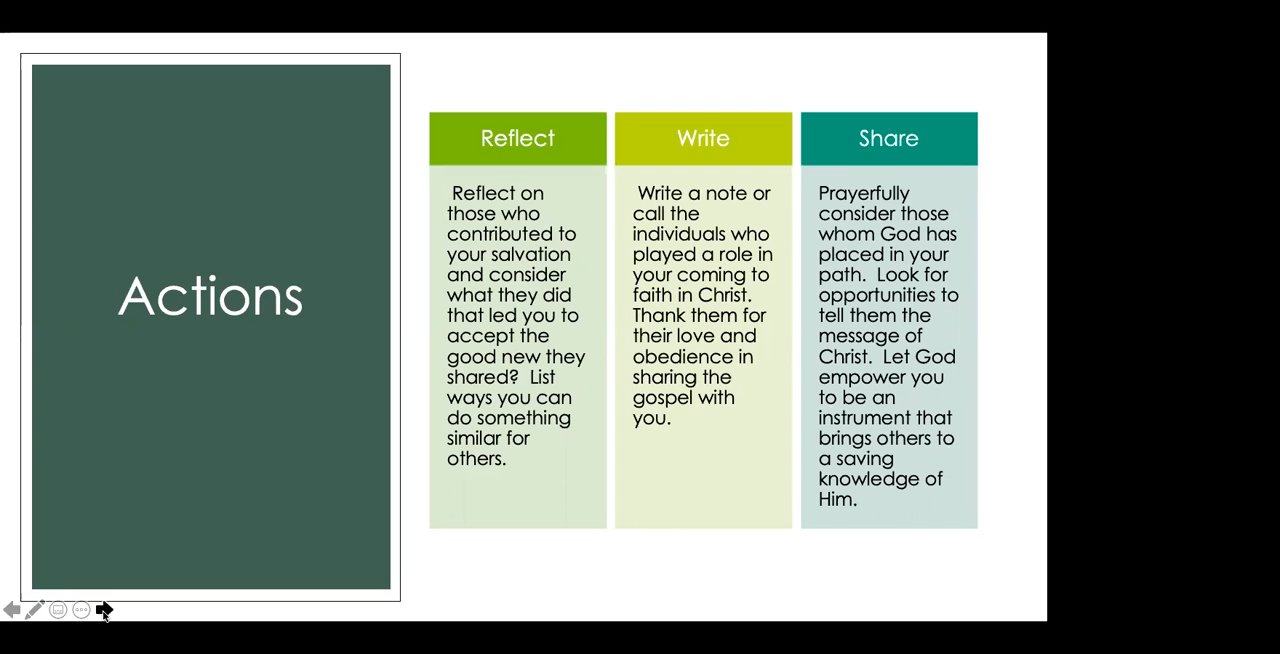 Actions
Reflect
Reflect on
those who
contributed to
your salvation
and consider
what they did
that led you to
accept the
good new they
shared?  List
ways you can
do something
similar for
others.
Write
Write a note or
call the
individuals who
played a role in
your coming to
faith in Christ.
Thank them for
their love and
obedience in
sharing the
gospel with
you.
Share
Prayerfully
consider those
whom God has
placed in your
path.  Look for
opportunities to
tell them the
message of
Christ.  Let God
empower you
to be an
instrument that
brings others to
a saving
knowledge of
Him.